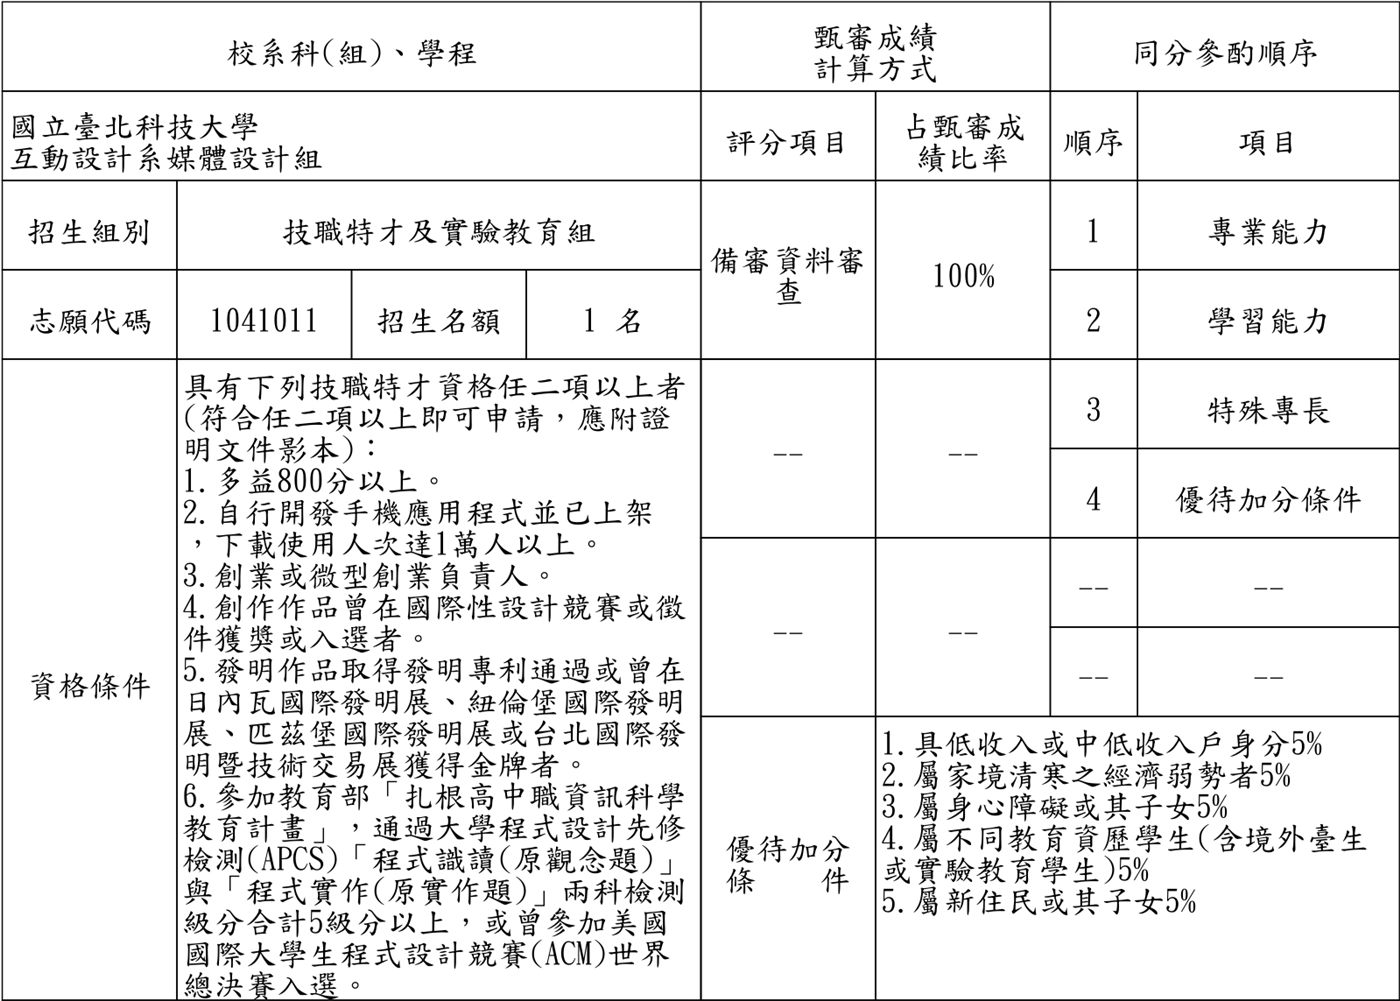 校系科(組)、學程
甄審成績
計算方式
同分參酌順序
國立臺北科技大學
互動設計系媒體設計組
評分項目
占甄審成
績比率
順序
項目
招生組別
技職特才及實驗教育組
備審資料審
查
100%
1
專業能力
志願代碼
1041011
招生名額
1 名
2
學習能力
資格條件
具有下列技職特才資格任二項以上者
(符合任二項以上即可申請，應附證
明文件影本)：
1.多益800分以上。
2.自行開發手機應用程式並已上架
，下載使用人次達1萬人以上。
3.創業或微型創業負責人。
4.創作作品曾在國際性設計競賽或徵
件獲獎或入選者。
5.發明作品取得發明專利通過或曾在
日內瓦國際發明展、紐倫堡國際發明
展、匹茲堡國際發明展或台北國際發
明暨技術交易展獲得金牌者。
6.參加教育部「扎根高中職資訊科學
教育計畫」，通過大學程式設計先修
檢測(APCS)「程式識讀(原觀念題)」
與「程式實作(原實作題)」兩科檢測
級分合計5級分以上，或曾參加美國
國際大學生程式設計競賽(ACM)世界
總決賽入選。
--
--
3
特殊專長
4
優待加分條件
--
--
--
--
--
--
優待加分
條　　件
1.具低收入或中低收入戶身分5%
2.屬家境清寒之經濟弱勢者5%
3.屬身心障礙或其子女5%
4.屬不同教育資歷學生(含境外臺生
或實驗教育學生)5%
5.屬新住民或其子女5%